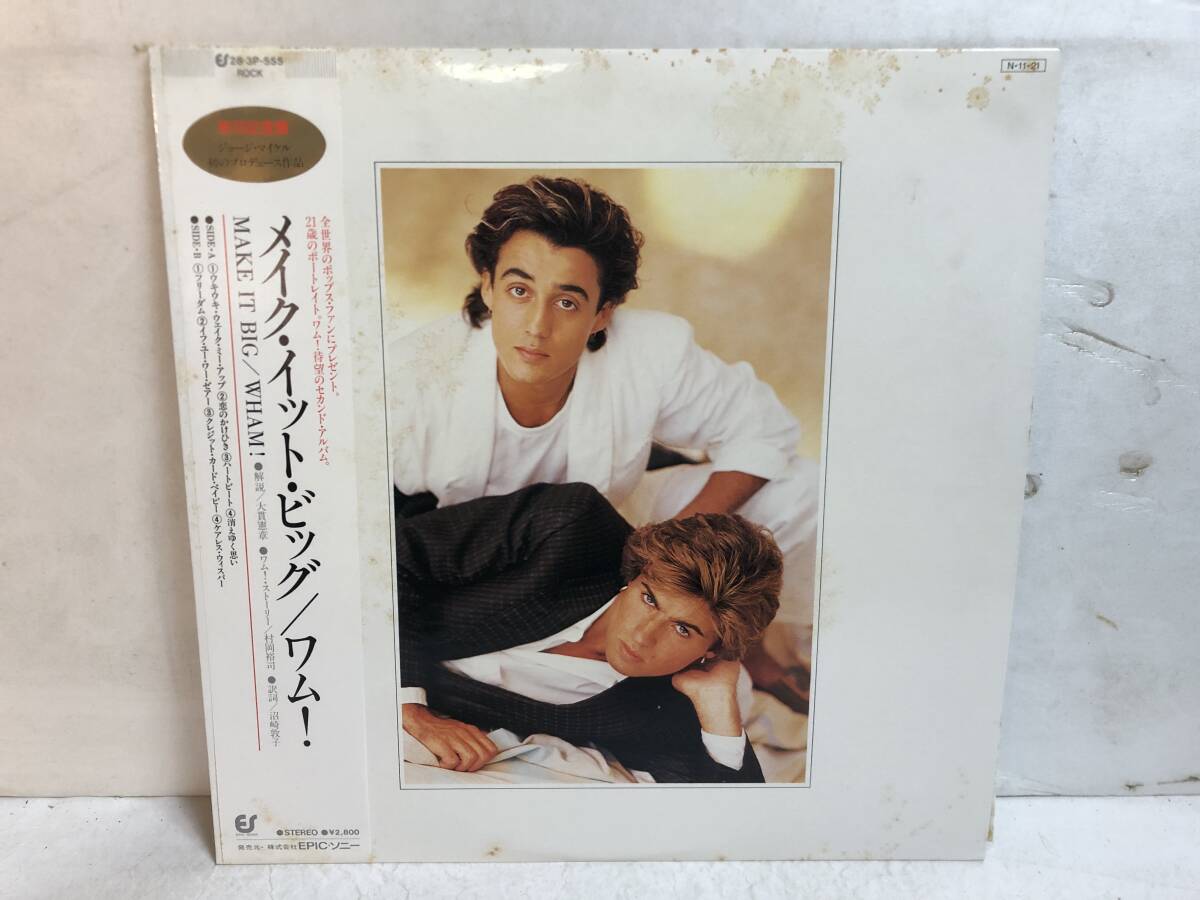 28・3P-555
ROCK
N・11・21
ジョージ・マイケル
初のプロデュース作品
全世界のポップス・ファンにプレゼント。
21歳のポートレイト。ワム!待望のセカンド・アルバム。
メイク・イット・ビッグ/ワム!
MAKE IT BIG/WHAM!
●解説/大貫憲章 ●ワム!・ストーリー/村岡裕司 ●訳詞/沼崎敦子
●SIDE・A ①ウキウキ・ウェイク・ミー・アップ ②恋のかけひき ③ハートビート ④消えゆく思い
●SIDE・B ①フリーダム ②イフ・ユー・ワー・ゼアー ③クレジット・カード・ベイビー ④ケアレス・ウィスパー
ES
●STEREO ●¥2,800
発売元・株式会社EPIC・ソニー